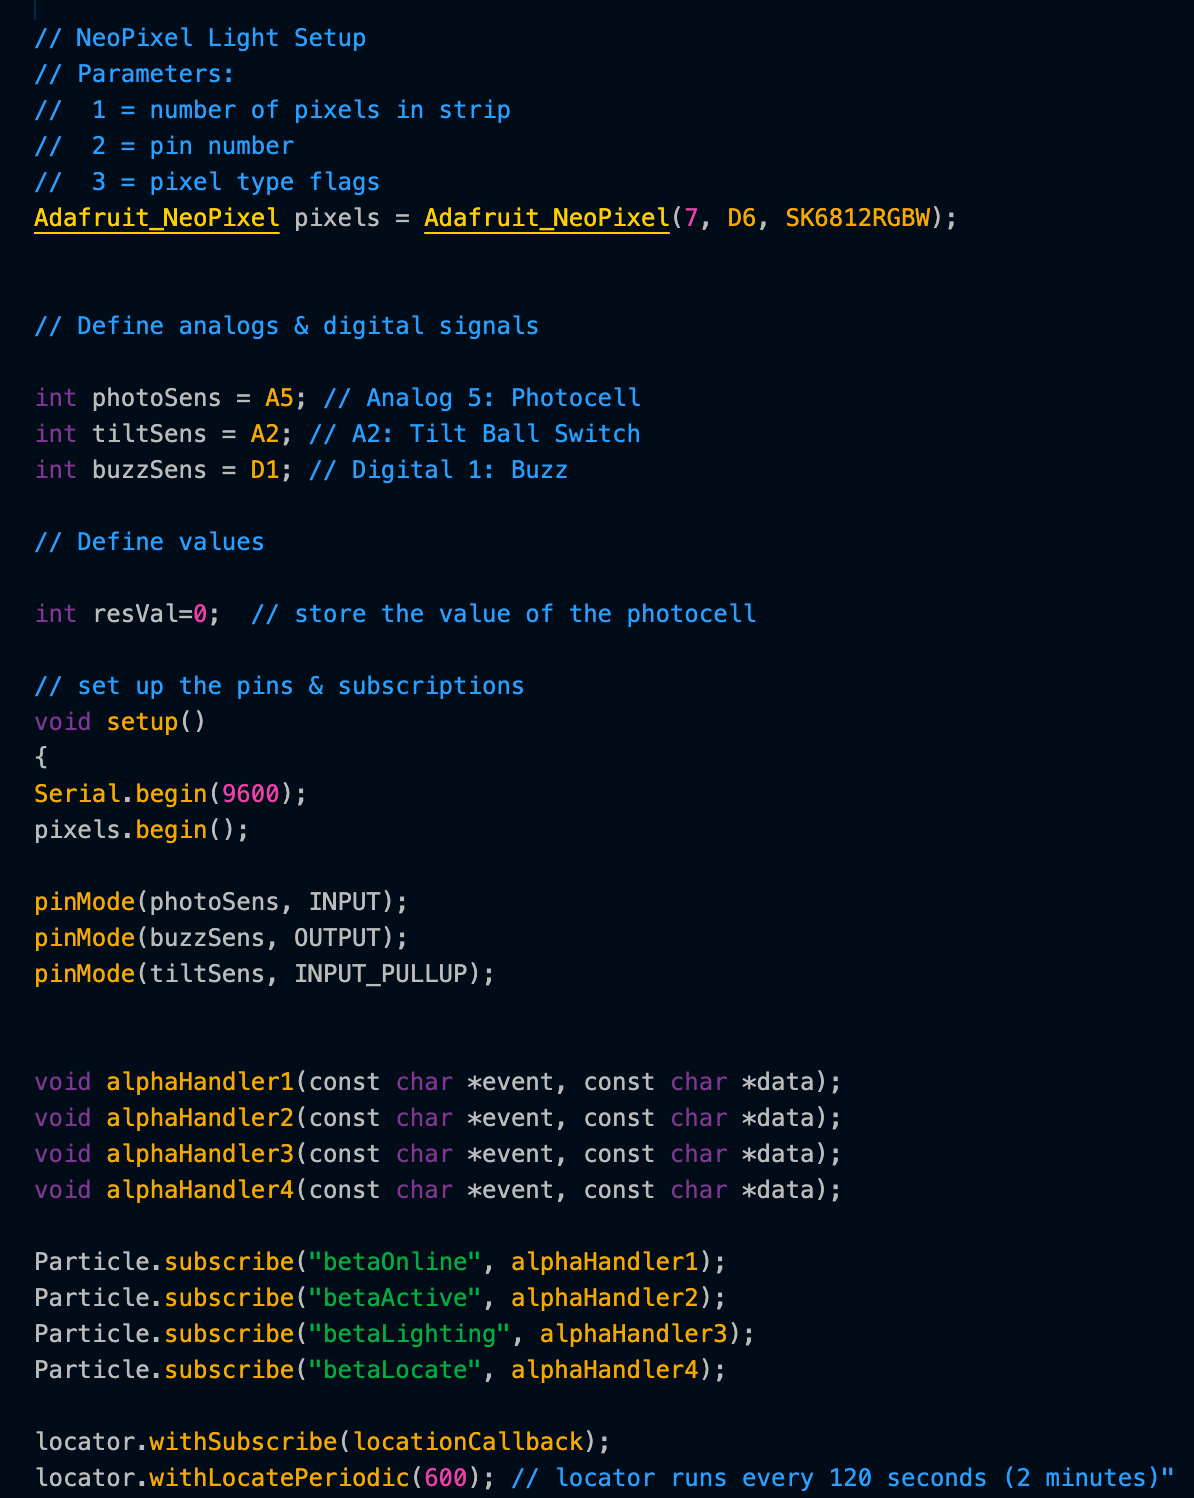 // NeoPixel Light Setup
// Parameters:
//  1 = number of pixels in strip
//  2 = pin number
//  3 = pixel type flags
Adafruit_NeoPixel pixels = Adafruit_NeoPixel(7, D6, SK6812RGBW);
// Define analogs & digital signals
int photoSens = A5; // Analog 5: Photocell
int tiltSens = A2; // A2: Tilt Ball Switch
int buzzSens = D1; // Digital 1: Buzz
// Define values
int resVal=0;  // store the value of the photocell
// set up the pins & subscriptions
void setup()
{
Serial.begin(9600);
pixels.begin();
pinMode(photoSens, INPUT);
pinMode(buzzSens, OUTPUT);
pinMode(tiltSens, INPUT_PULLUP);
void alphaHandler1(const char *event, const char *data);
void alphaHandler2(const char *event, const char *data);
void alphaHandler3(const char *event, const char *data);
void alphaHandler4(const char *event, const char *data);
Particle.subscribe("betaOnline", alphaHandler1);
Particle.subscribe("betaActive", alphaHandler2);
Particle.subscribe("betaLighting", alphaHandler3);
Particle.subscribe("betaLocate", alphaHandler4);
locator.withSubscribe(locationCallback);
locator.withLocatePeriodic(600); // locator runs every 120 seconds (2 minutes)"